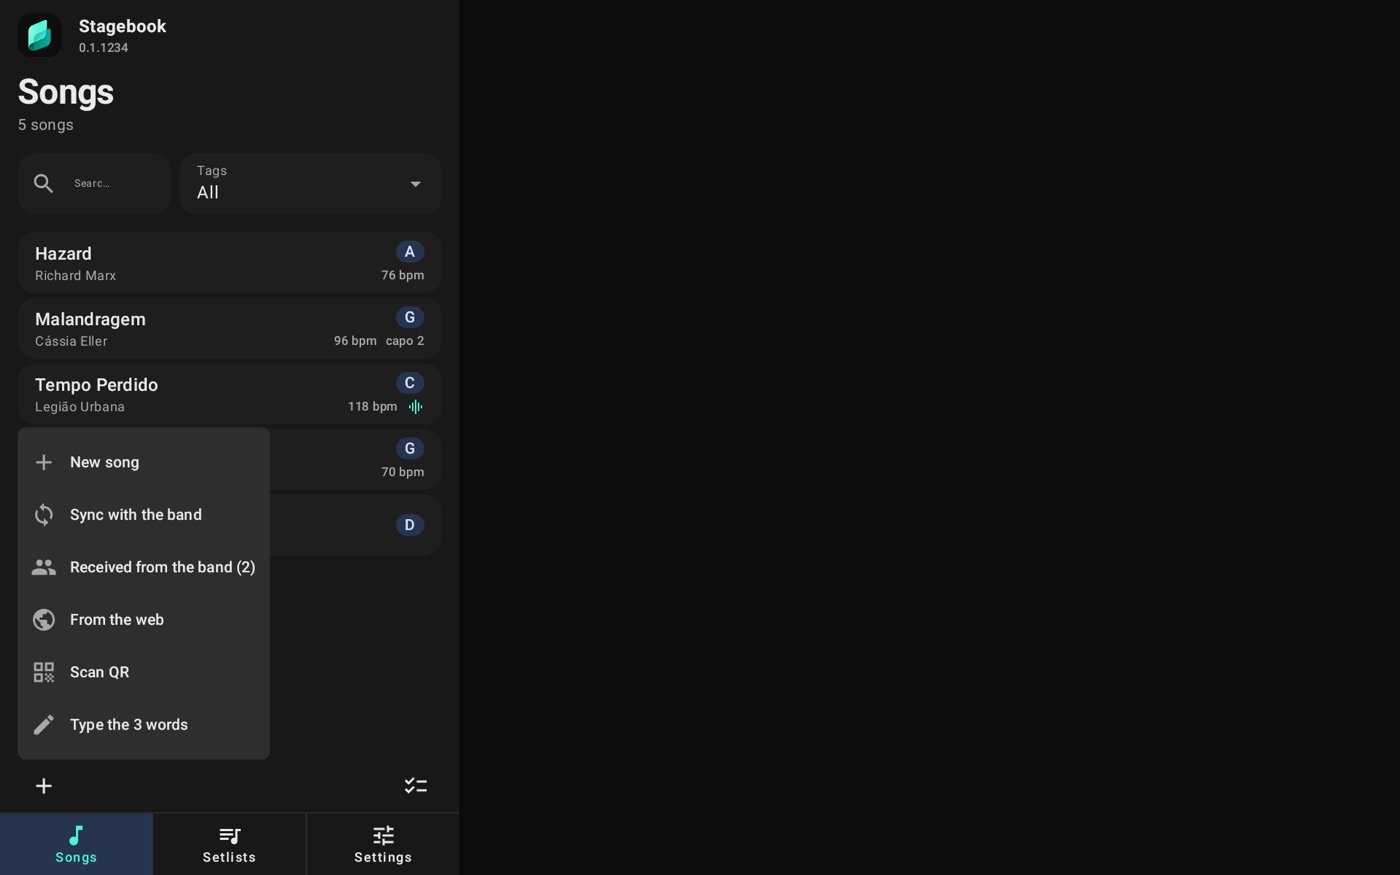 Stagebook
0.1.1234
Songs
5 songs
Searc…
Tags
All
Hazard
A
Richard Marx
76 bpm
Malandragem
G
Cássia Eller
96 bpm capo 2
Tempo Perdido
C
Legião Urbana
118 bpm
G
70 bpm
D
New song
Sync with the band
Received from the band (2)
From the web
Scan QR
Type the 3 words
Songs
Setlists
Settings